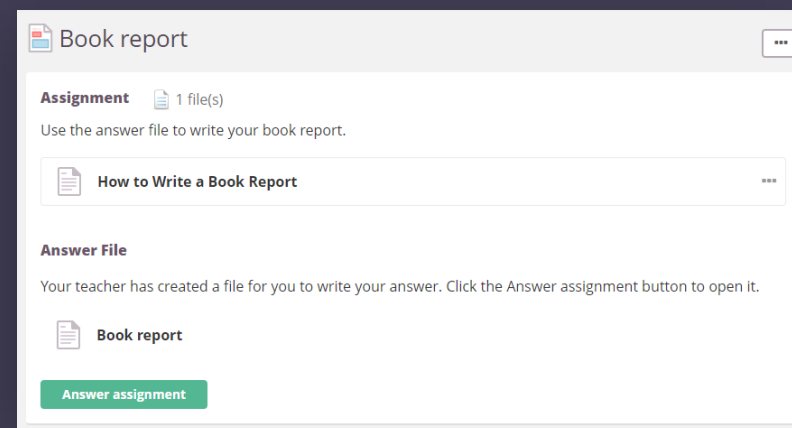 Book report
Assignment 1 file(s)
Use the answer file to write your book report.
How to Write a Book Report
Answer File
Your teacher has created a file for you to write your answer. Click the Answer assignment button to open it.
Book report
Answer assignment